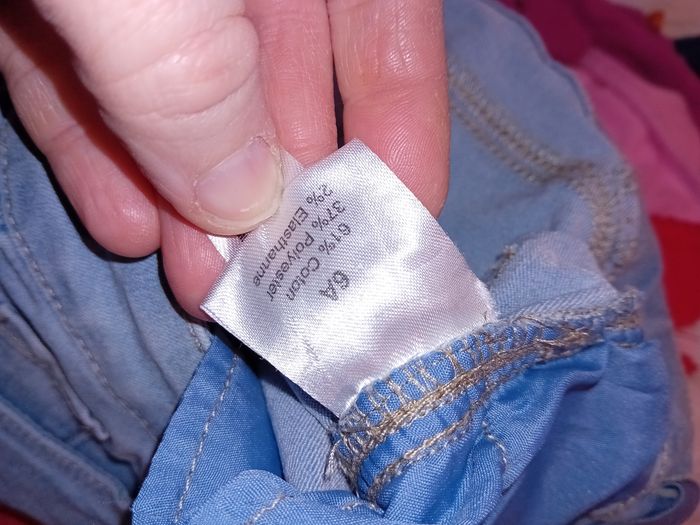 6A
61% Coton
37% Polyester
2% Elasthanne